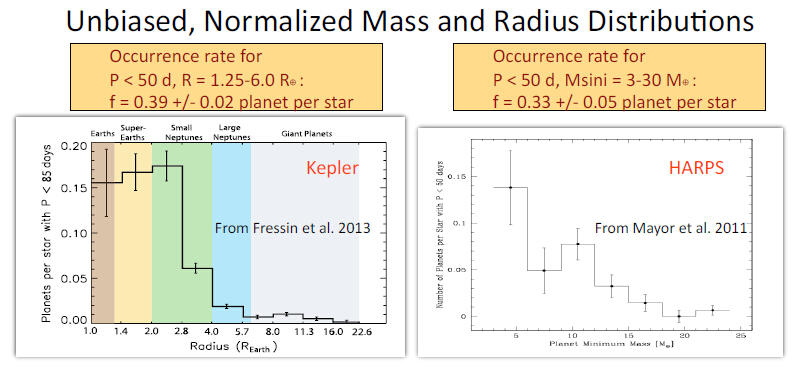 Unbiased, Normalized Mass and Radius Distributions
Occurrence rate for
P < 50 d, R = 1.25-6.0 R⊕ :
f = 0.39 +/- 0.02 planet per star
Occurrence rate for
P < 50 d, Msini = 3-30 M⊕ :
f = 0.33 +/- 0.05 planet per star
Earths
Super-
Earths
Small
Neptunes
Large
Neptunes
Giant Planets
Kepler
From Fressin et al. 2013
Planets per star with P < 85 days
0.20
0.15
0.10
0.05
0.00
1.0 1.4 2.0 2.8 4.0 5.7 8.0 11.3 16.0 22.6
Radius (REarth)
HARPS
From Mayor et al. 2011
Number of Planets per Star with P < 50 days
0.15
0.1
0.05
0
5 10 15 20 25
Planet Minimum Mass [M⊕]